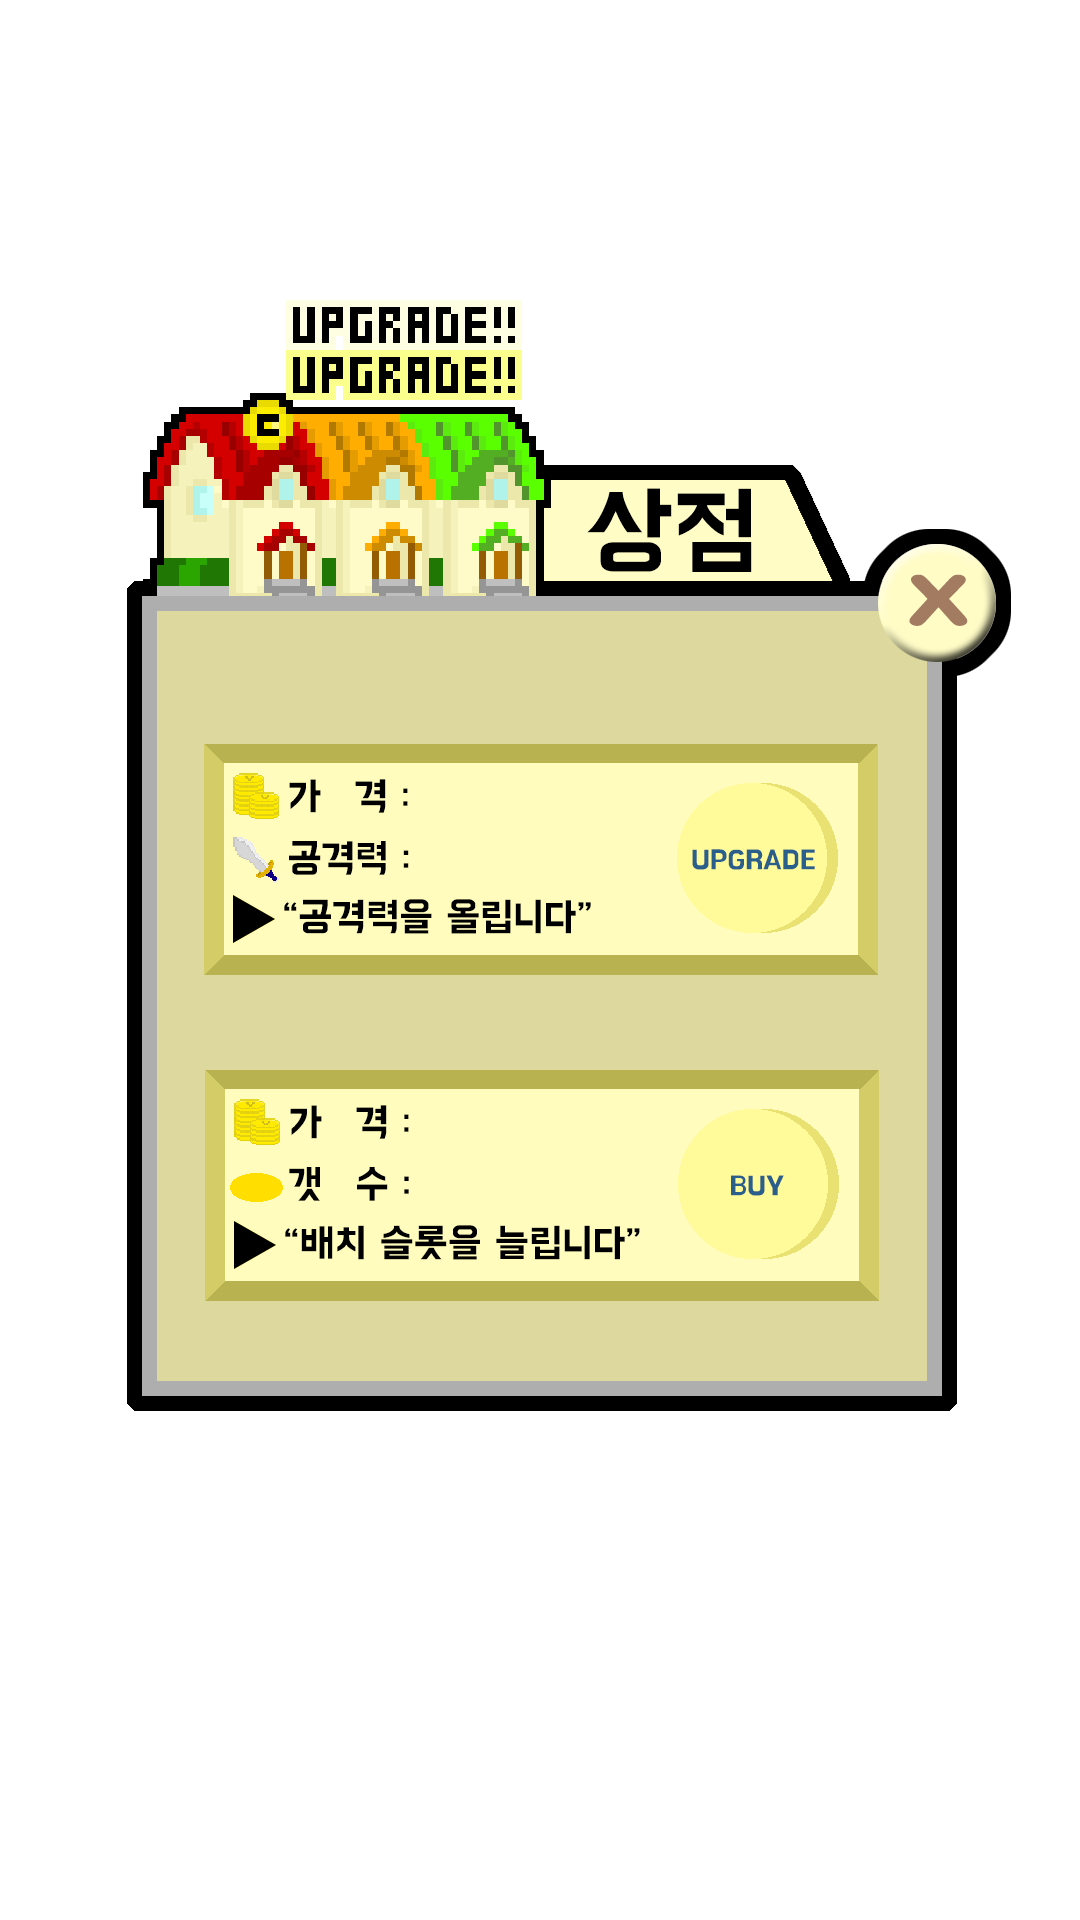 UPGRADE!!
UPGRADE!!
C
상점
가 격 :
공격력 :
UPGRADE
“공격력을 올립니다”
가 격 :
갯 수 :
BUY
“배치 슬롯을 늘립니다”